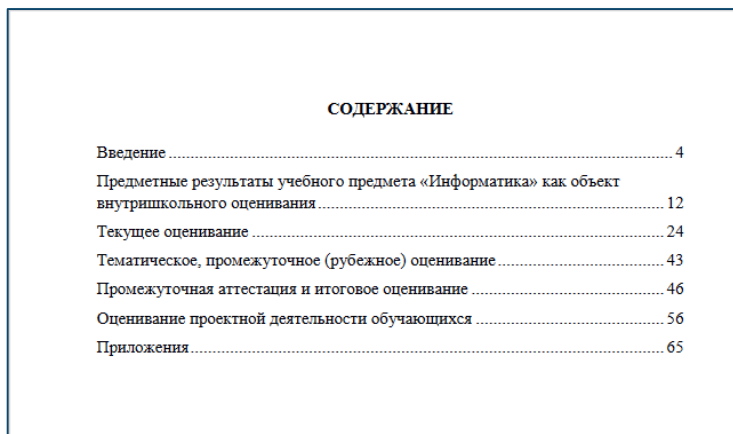 СОДЕРЖАНИЕ
Введение ........................................................................ 4
Предметные результаты учебного предмета «Информатика» как объект
внутришкольного оценивания ........................................................................ 12
Текущее оценивание ........................................................................ 24
Тематическое, промежуточное (рубежное) оценивание ........................................................................ 43
Промежуточная аттестация и итоговое оценивание ........................................................................ 46
Оценивание проектной деятельности обучающихся ........................................................................ 56
Приложения ........................................................................ 65